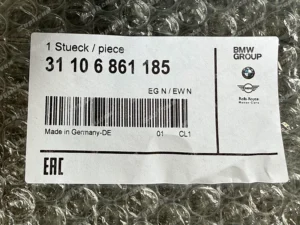 1 Stueck / piece
31 10 6 861 185
EG N / EW N
Made in Germany-DE 01 CL1
EAC
BMW
GROUP
Rolls-Royce
Motor Cars